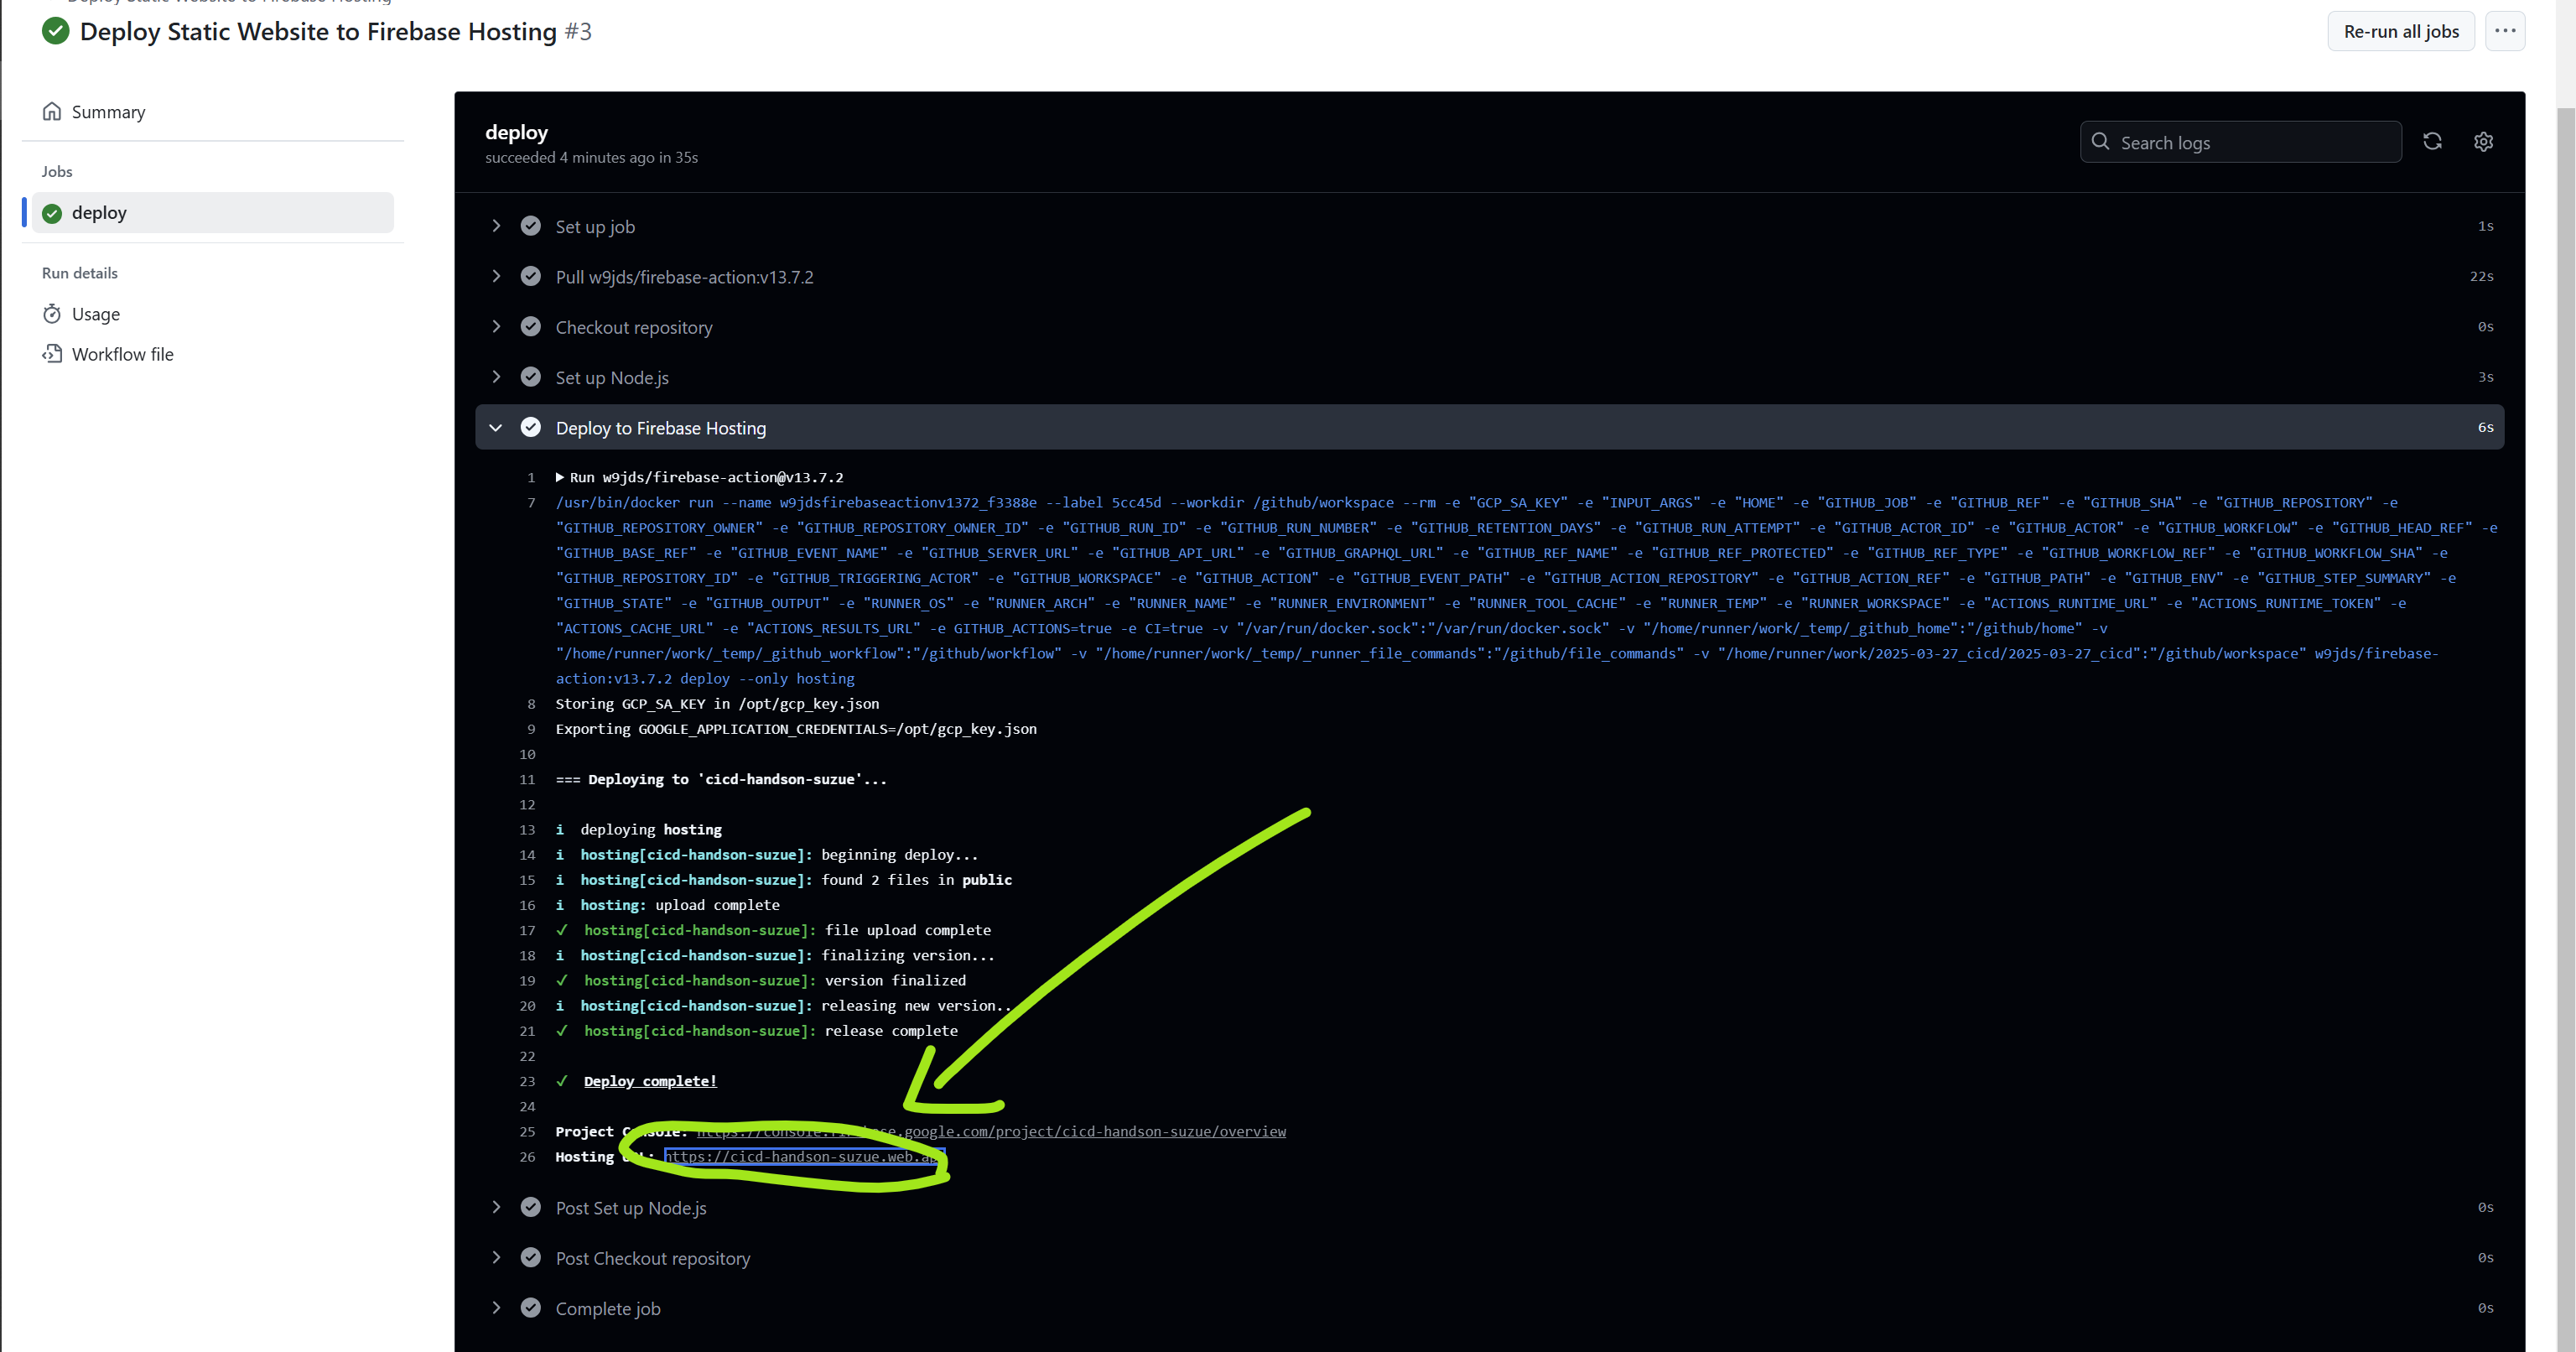 Deploy Static Website to Firebase Hosting
Deploy Static Website to Firebase Hosting #3
Re-run all jobs
Summary
Jobs
deploy
Run details
Usage
Workflow file
deploy
succeeded 4 minutes ago in 35s
Search logs
Set up job 1s
Pull w9jds/firebase-action:v13.7.2 22s
Checkout repository 0s
Set up Node.js 3s
Deploy to Firebase Hosting 6s
1 Run w9jds/firebase-action@v13.7.2
7 /usr/bin/docker run --name w9jdsfirebaseactionv1372_f3388e --label 5cc45d --workdir /github/workspace --rm -e "GCP_SA_KEY" -e "INPUT_ARGS" -e "HOME" -e "GITHUB_JOB" -e "GITHUB_REF" -e "GITHUB_SHA" -e "GITHUB_REPOSITORY" -e
"GITHUB_REPOSITORY_OWNER" -e "GITHUB_REPOSITORY_OWNER_ID" -e "GITHUB_RUN_ID" -e "GITHUB_RUN_NUMBER" -e "GITHUB_RETENTION_DAYS" -e "GITHUB_RUN_ATTEMPT" -e "GITHUB_ACTOR_ID" -e "GITHUB_ACTOR" -e "GITHUB_WORKFLOW" -e "GITHUB_HEAD_REF" -e
"GITHUB_BASE_REF" -e "GITHUB_EVENT_NAME" -e "GITHUB_SERVER_URL" -e "GITHUB_API_URL" -e "GITHUB_GRAPHQL_URL" -e "GITHUB_REF_NAME" -e "GITHUB_REF_PROTECTED" -e "GITHUB_REF_TYPE" -e "GITHUB_WORKFLOW_REF" -e "GITHUB_WORKFLOW_SHA" -e
"GITHUB_REPOSITORY_ID" -e "GITHUB_TRIGGERING_ACTOR" -e "GITHUB_WORKSPACE" -e "GITHUB_ACTION" -e "GITHUB_EVENT_PATH" -e "GITHUB_ACTION_REPOSITORY" -e "GITHUB_ACTION_REF" -e "GITHUB_PATH" -e "GITHUB_ENV" -e "GITHUB_STEP_SUMMARY" -e
"GITHUB_STATE" -e "GITHUB_OUTPUT" -e "RUNNER_OS" -e "RUNNER_ARCH" -e "RUNNER_NAME" -e "RUNNER_ENVIRONMENT" -e "RUNNER_TOOL_CACHE" -e "RUNNER_TEMP" -e "RUNNER_WORKSPACE" -e "ACTIONS_RUNTIME_URL" -e "ACTIONS_RUNTIME_TOKEN" -e
"ACTIONS_CACHE_URL" -e "ACTIONS_RESULTS_URL" -e GITHUB_ACTIONS=true -e CI=true -v "/var/run/docker.sock":"/var/run/docker.sock" -v "/home/runner/work/_temp/_github_home":"/github/home" -v
"/home/runner/work/_temp/_github_workflow":"/github/workflow" -v "/home/runner/work/_temp/_runner_file_commands":"/github/file_commands" -v "/home/runner/work/2025-03-27_cicd/2025-03-27_cicd":"/github/workspace" w9jds/firebase-
action:v13.7.2 deploy --only hosting
8 Storing GCP_SA_KEY in /opt/gcp_key.json
9 Exporting GOOGLE_APPLICATION_CREDENTIALS=/opt/gcp_key.json
10
11 === Deploying to 'cicd-handson-suzue'...
12
13 i deploying hosting
14 i hosting[cicd-handson-suzue]: beginning deploy...
15 i hosting[cicd-handson-suzue]: found 2 files in public
16 i hosting: upload complete
17 ✓ hosting[cicd-handson-suzue]: file upload complete
18 i hosting[cicd-handson-suzue]: finalizing version...
19 ✓ hosting[cicd-handson-suzue]: version finalized
20 i hosting[cicd-handson-suzue]: releasing new version..
21 ✓ hosting[cicd-handson-suzue]: release complete
22
23 ✓ Deploy complete!
24
25 Project Console: https://console.firebase.google.com/project/cicd-handson-suzue/overview
26 Hosting URL: https://cicd-handson-suzue.web.app
Post Set up Node.js 0s
Post Checkout repository 0s
Complete job 0s